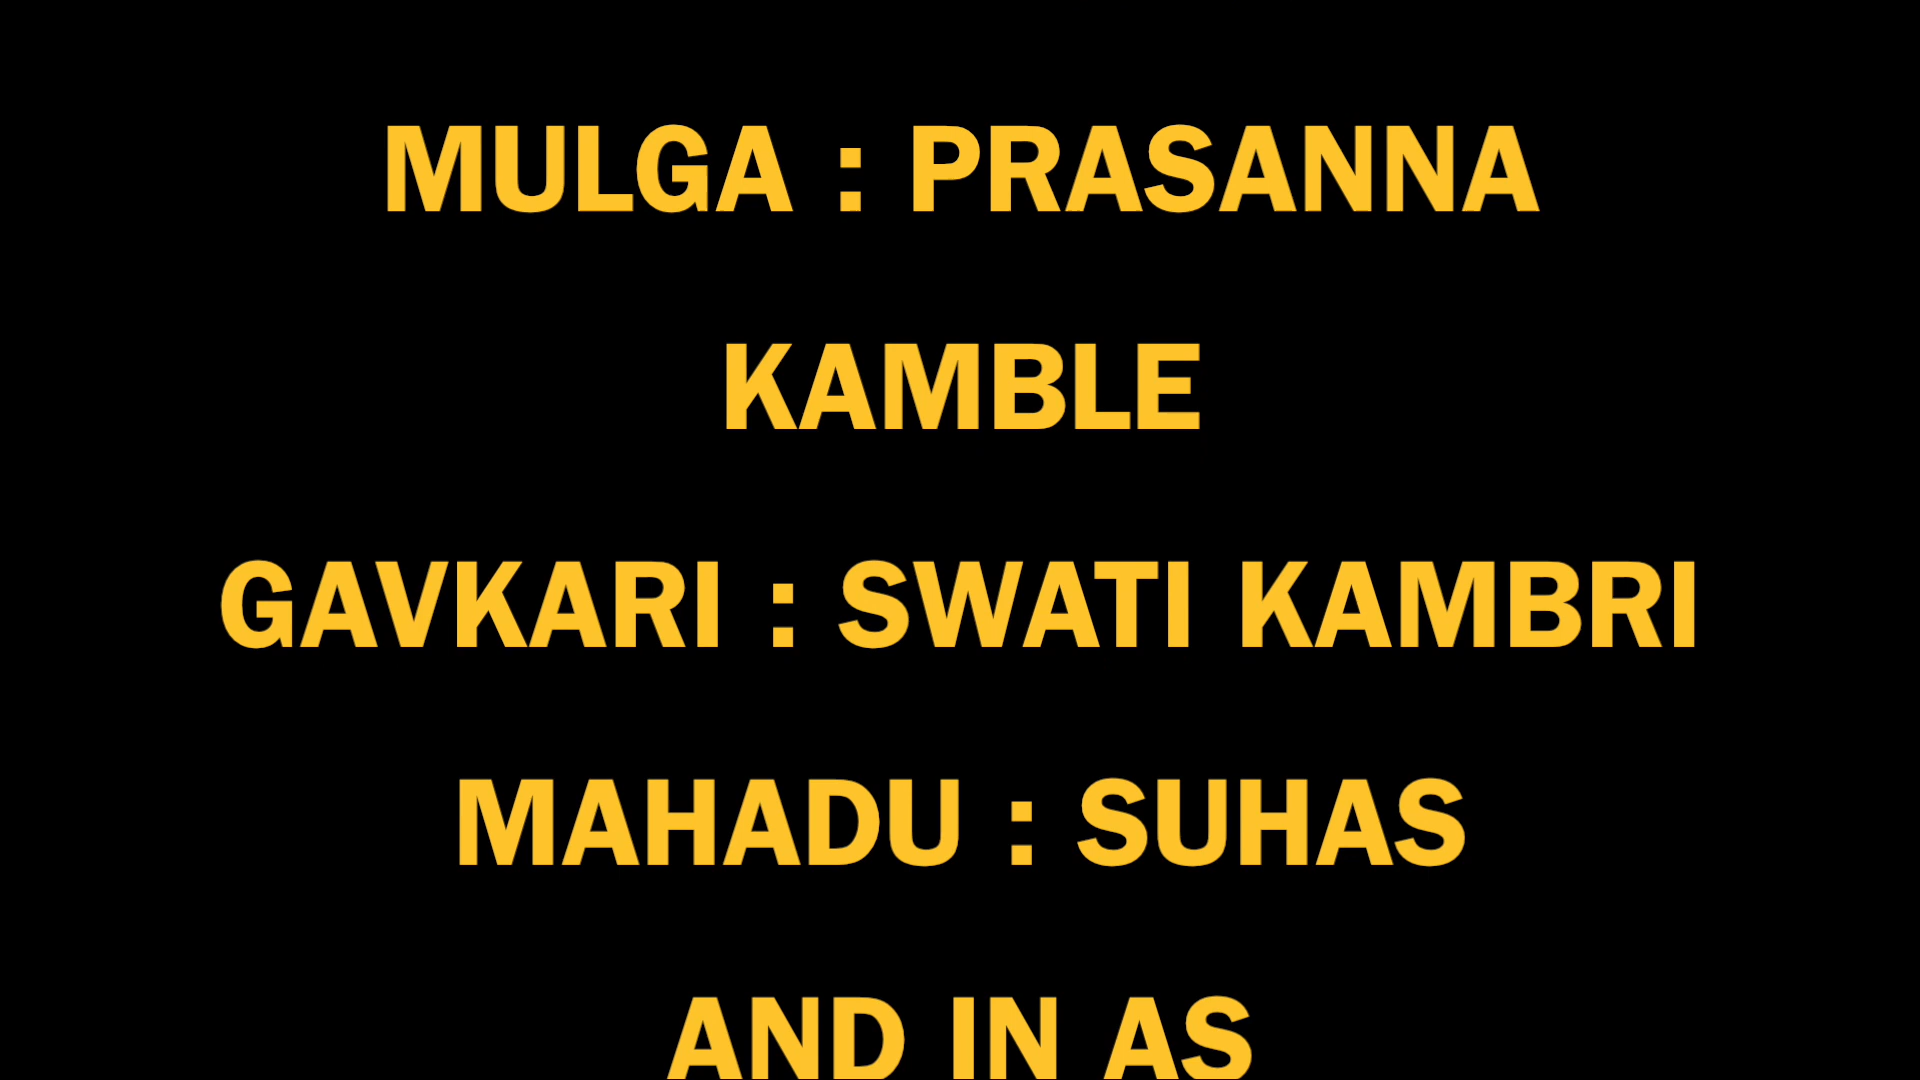 MULGA : PRASANNA
KAMBLE
GAVKARI : SWATI KAMBRI
MAHADU : SUHAS
AND IN AS